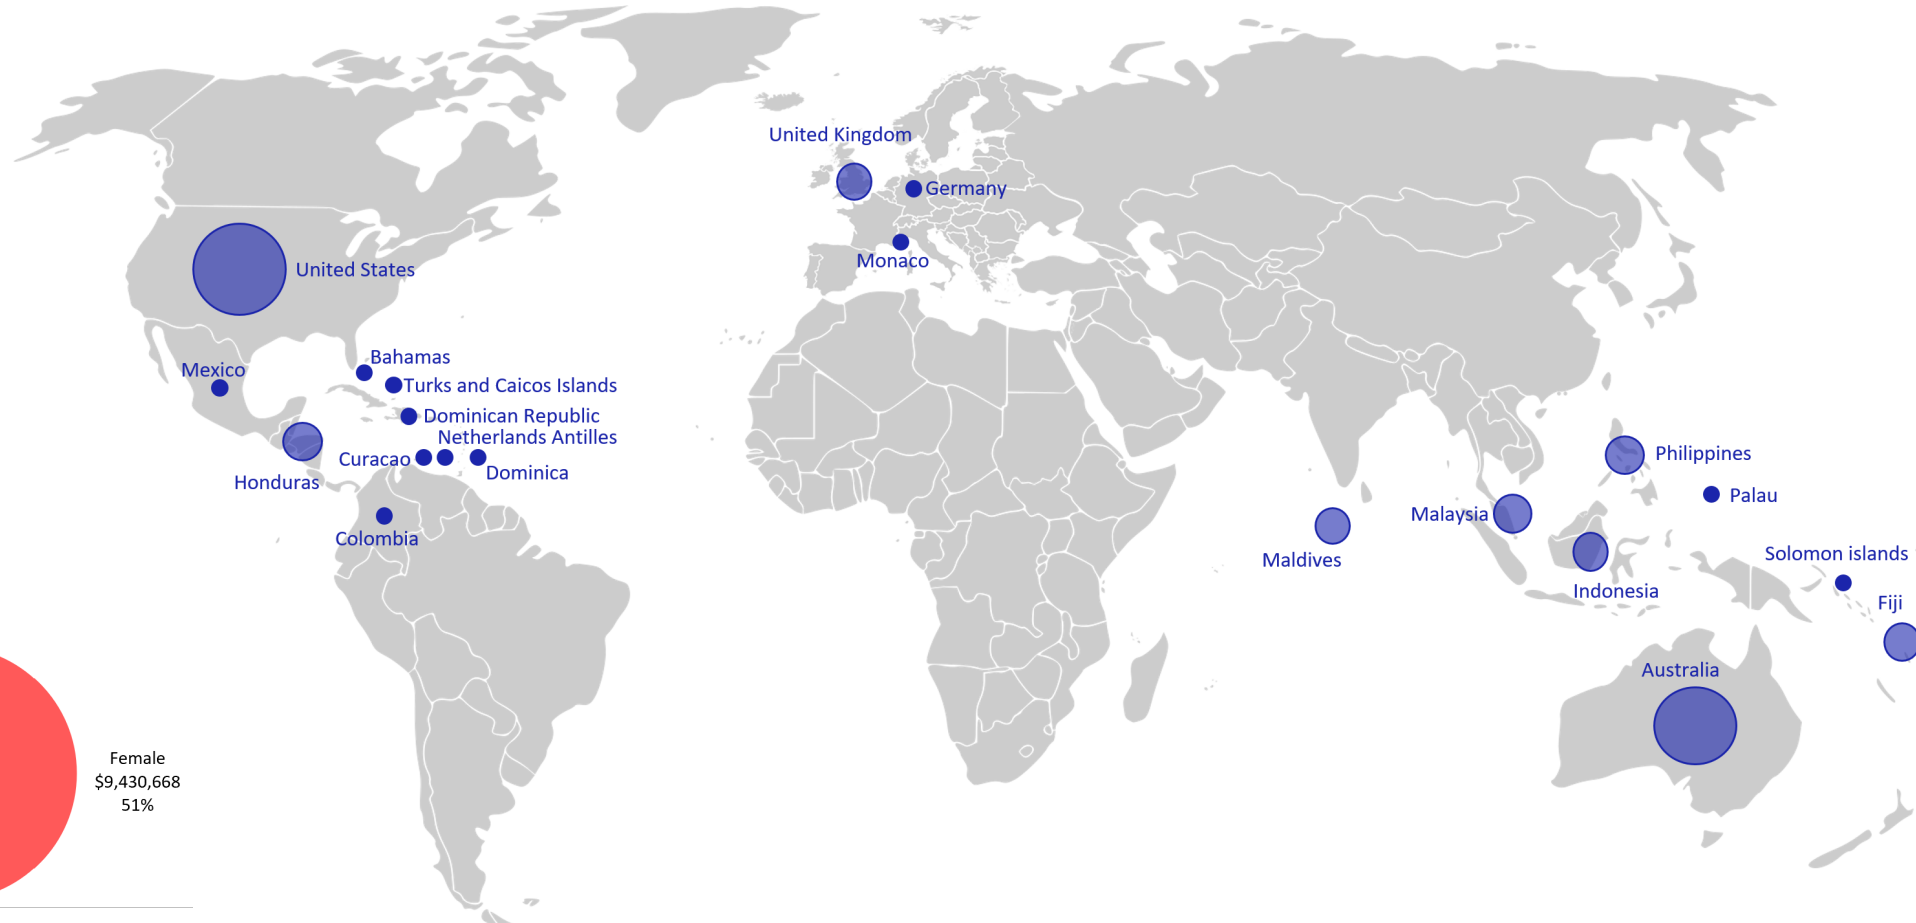 United Kingdom
Germany
Monaco
United States
Bahamas
Mexico
Turks and Caicos Islands
Dominican Republic
Netherlands Antilles
Curacao
Dominica
Honduras
Colombia
Philippines
Palau
Malaysia
Maldives
Solomon islands
Indonesia
Fiji
Australia
Female
$9,430,668
51%